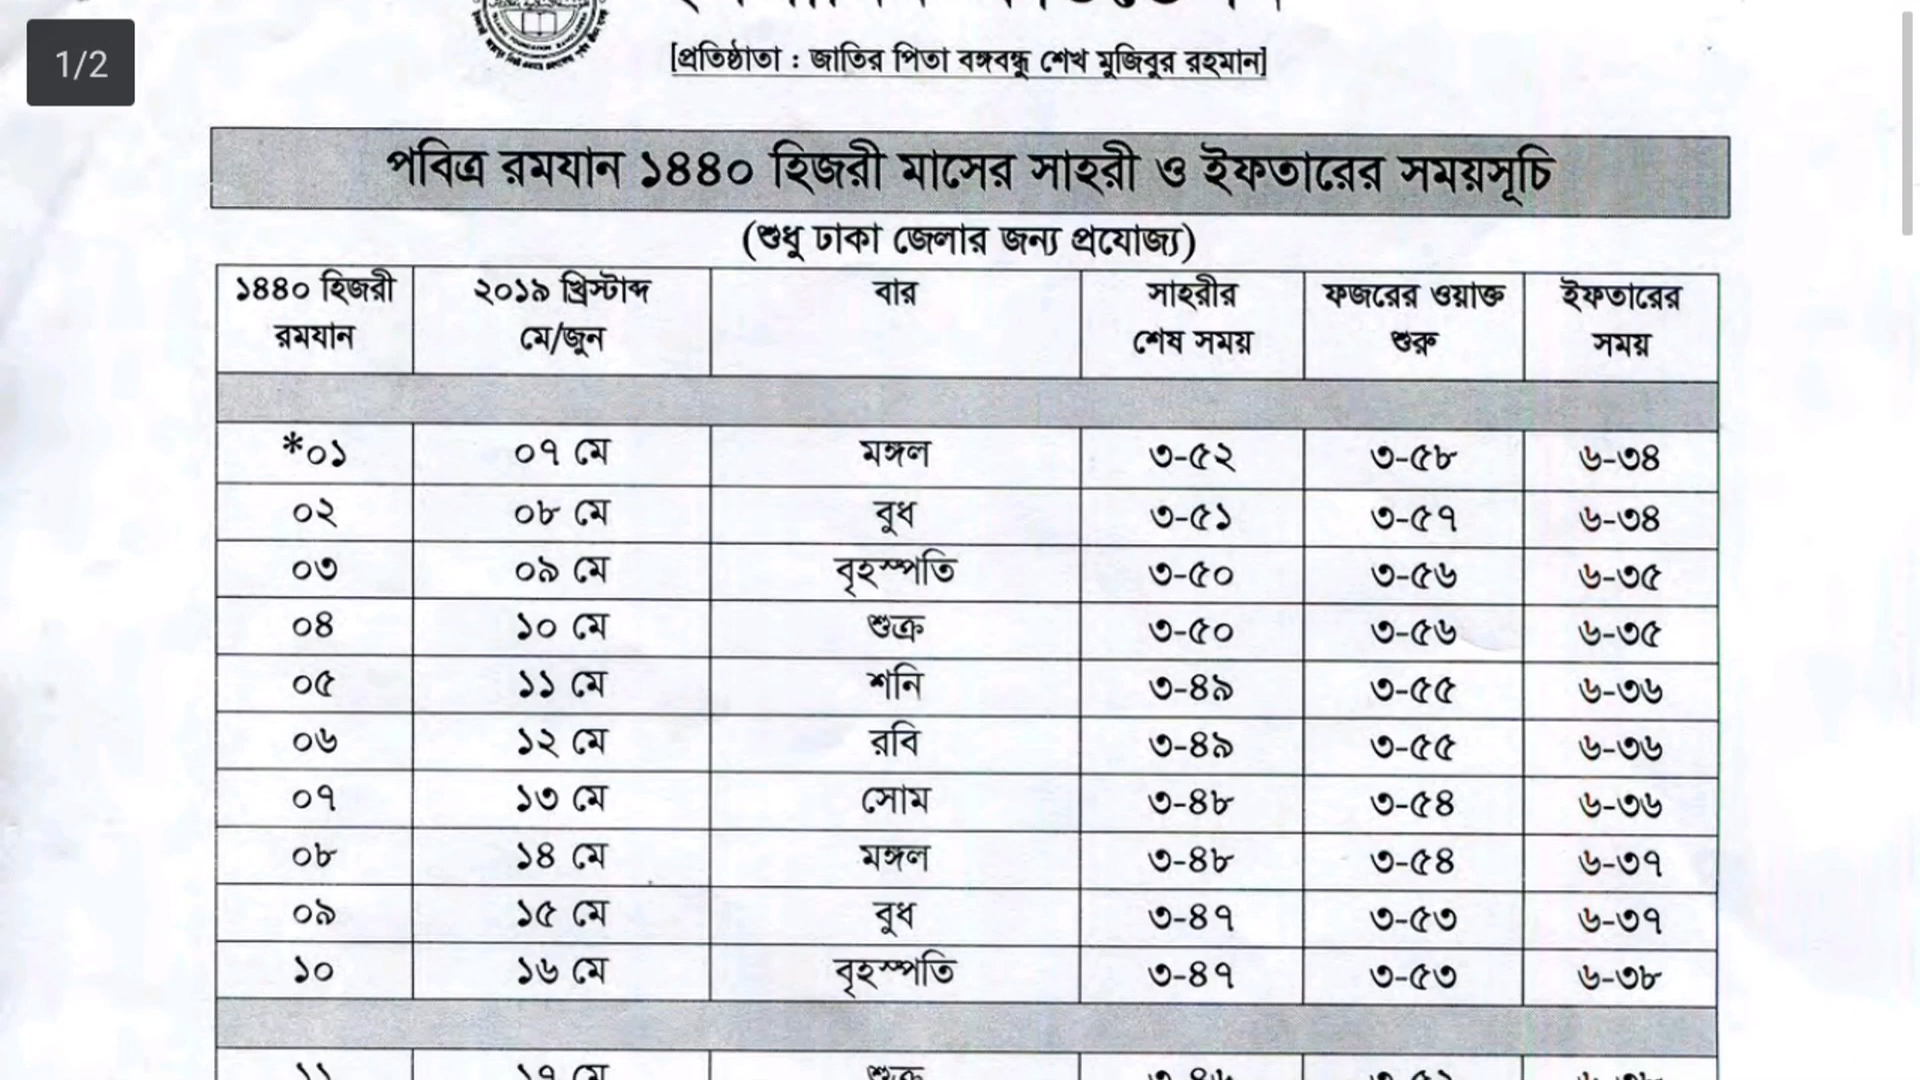 1/2
[প্রতিষ্ঠাতা : জাতির পিতা বঙ্গবন্ধু শেখ মুজিবুর রহমান]
পবিত্র রমযান ১৪৪০ হিজরী মাসের সাহরী ও ইফতারের সময়সূচি
(শুধু ঢাকা জেলার জন্য প্রযোজ্য)
১৪৪০ হিজরী রমযান ২০১৯ খ্রিস্টাব্দ মে/জুন বার সাহরীর শেষ সময় ফজরের ওয়াক্ত শুরু ইফতারের সময়
*০১ ০৭ মে মঙ্গল ৩-৫২ ৩-৫৮ ৬-৩৪
০২ ০৮ মে বুধ ৩-৫১ ৩-৫৭ ৬-৩৪
০৩ ০৯ মে বৃহস্পতি ৩-৫০ ৩-৫৬ ৬-৩৫
০৪ ১০ মে শুক্র ৩-৫০ ৩-৫৬ ৬-৩৫
০৫ ১১ মে শনি ৩-৪৯ ৩-৫৫ ৬-৩৬
০৬ ১২ মে রবি ৩-৪৯ ৩-৫৫ ৬-৩৬
০৭ ১৩ মে সোম ৩-৪৮ ৩-৫৪ ৬-৩৬
০৮ ১৪ মে মঙ্গল ৩-৪৮ ৩-৫৪ ৬-৩৭
০৯ ১৫ মে বুধ ৩-৪৭ ৩-৫৩ ৬-৩৭
১০ ১৬ মে বৃহস্পতি ৩-৪৭ ৩-৫৩ ৬-৩৮
১১ ১৭ মে শুক্র